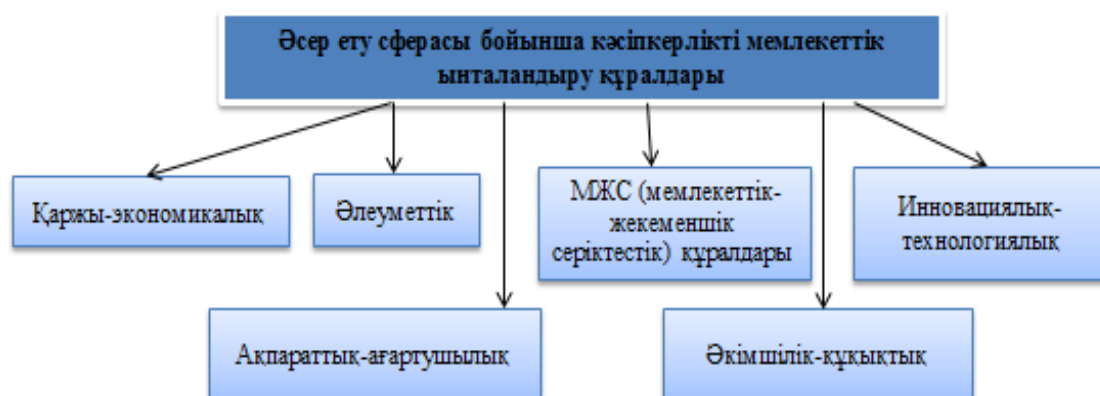 Әсер ету сферасы бойынша кәсіпкерлікті мемлекеттік
ынталандыру құралдары
Қаржы-экономикалық
Әлеуметтік
МЖС (мемлекеттік-
жекеменшік
серіктестік) құралдары
Инновациялық-
технологиялық
Ақпараттық-ағартушылық
Әкімшілік-құқықтық